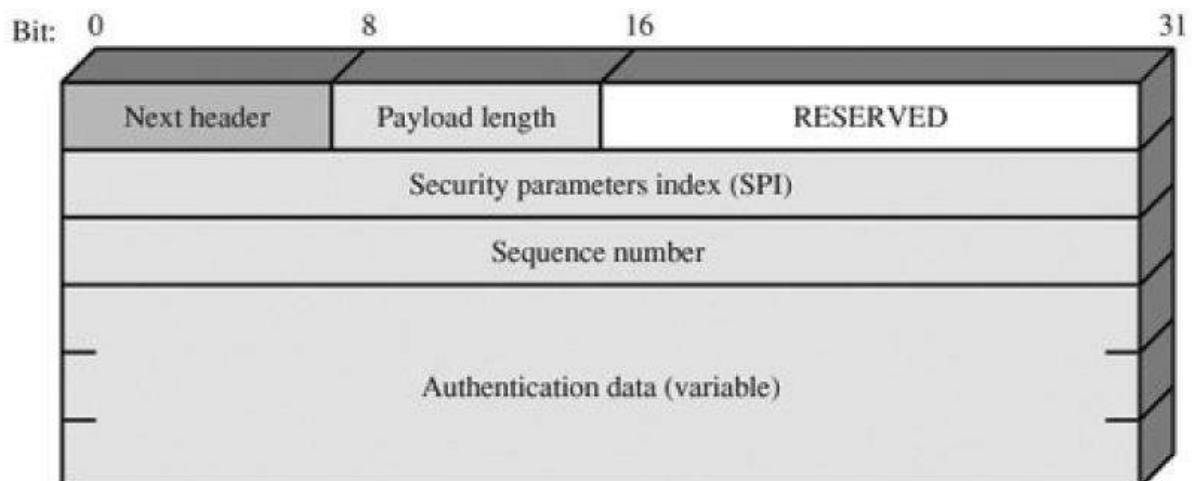 Bit: 0 8 16 31
Next header Payload length RESERVED
Security parameters index (SPI)
Sequence number
Authentication data (variable)